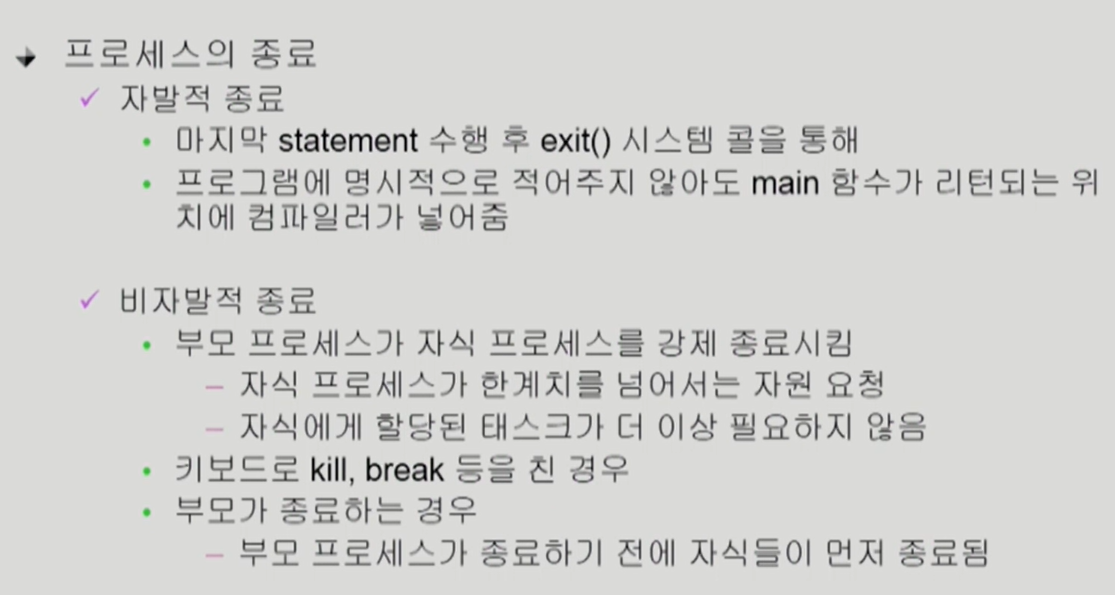 프로세스의 종료
자발적 종료
마지막 statement 수행 후 exit() 시스템 콜을 통해
프로그램에 명시적으로 적어주지 않아도 main 함수가 리턴되는 위
치에 컴파일러가 넣어줌
비자발적 종료
부모 프로세스가 자식 프로세스를 강제 종료시킴
– 자식 프로세스가 한계치를 넘어서는 자원 요청
– 자식에게 할당된 태스크가 더 이상 필요하지 않음
키보드로 kill, break 등을 친 경우
부모가 종료하는 경우
– 부모 프로세스가 종료하기 전에 자식들이 먼저 종료됨